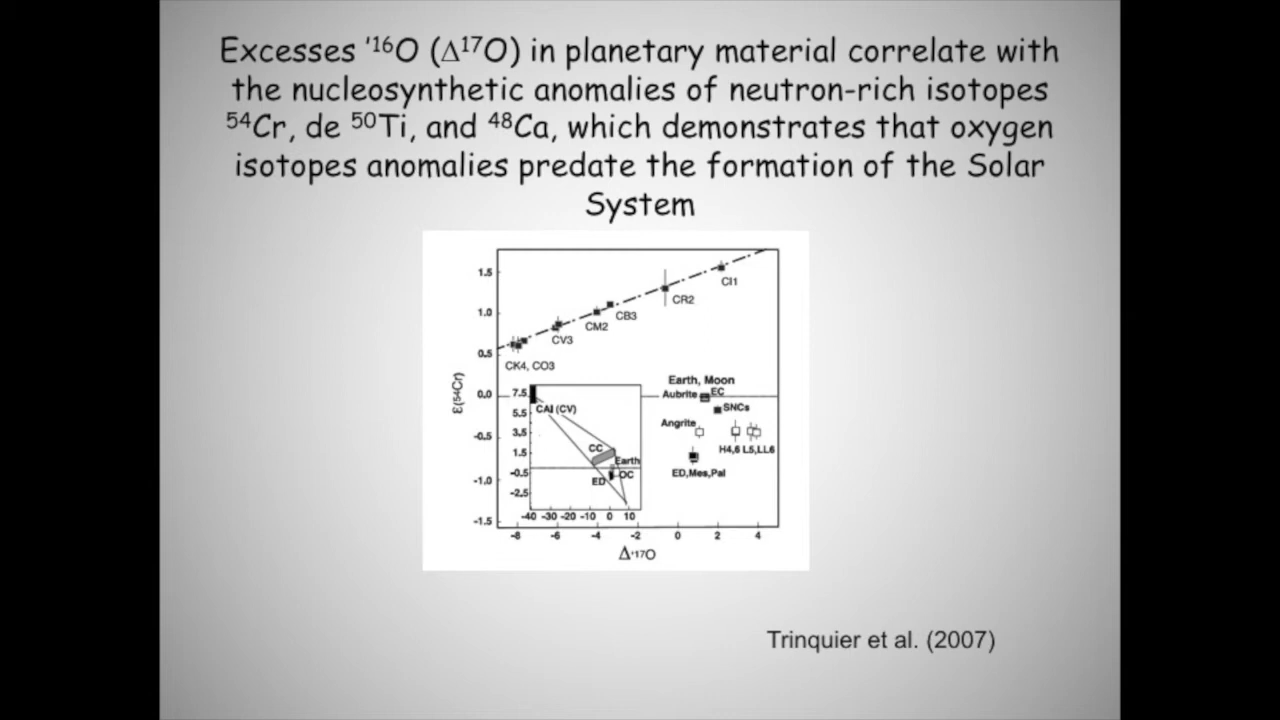 Excesses '¹⁶O (Δ¹⁷O) in planetary material correlate with
the nucleosynthetic anomalies of neutron-rich isotopes
⁵⁴Cr, de ⁵⁰Ti, and ⁴⁸Ca, which demonstrates that oxygen
isotopes anomalies predate the formation of the Solar
System
1.5
CI1
CR2
1.0
CB3
CM2
CV3
0.5
CK4, CO3
Earth, Moon
0.0
Aubrite EC
SNCs
ε(⁵⁴Cr)
-0.5
Angrite
H4,6 L5,LL6
-1.0
ED,Mes,Pal
-1.5
7.5
CAI (CV)
5.5
3.5
CC
1.5
Earth
-0.5
OC
ED
-2.5
-40 -30 -20 -10 0 10
-8 -6 -4 -2 0 2 4
Δ'¹⁷O
Trinquier et al. (2007)